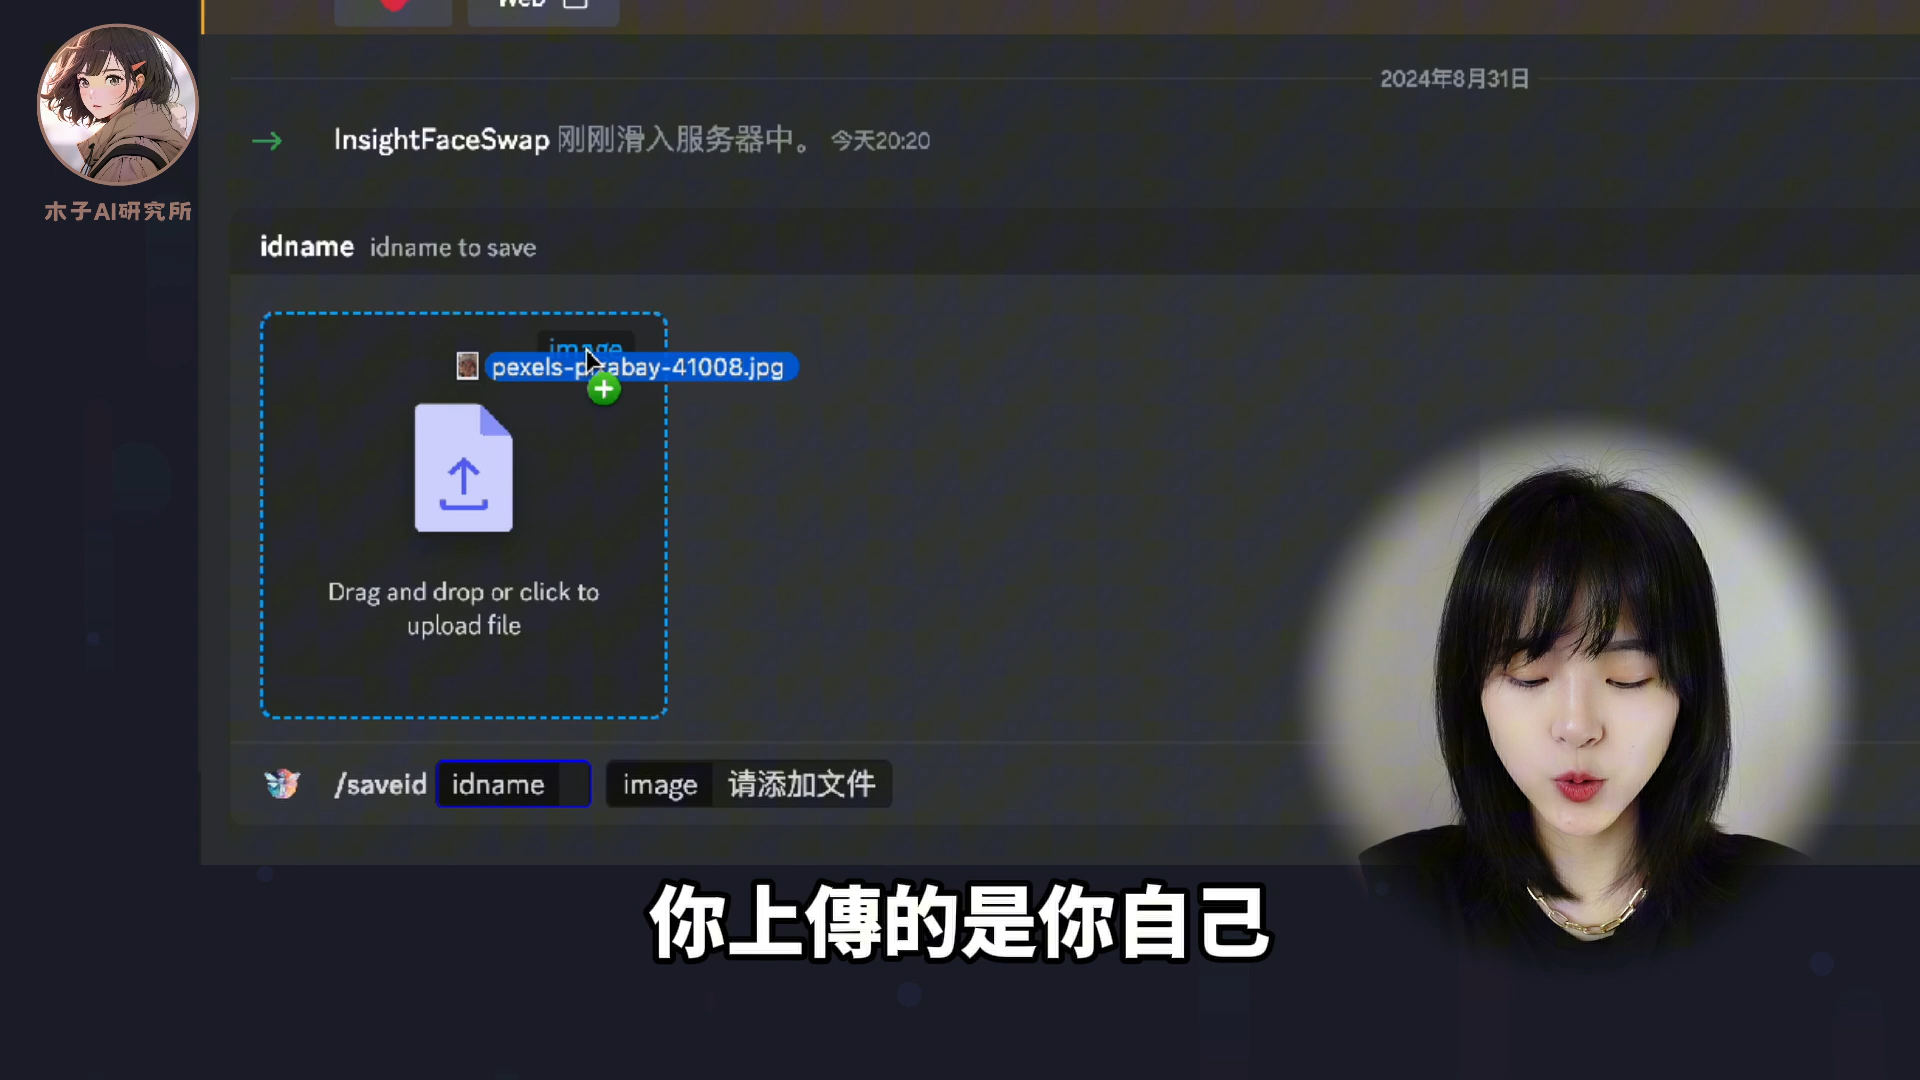 Web
2024年8月31日
InsightFaceSwap 刚刚滑入服务器中。 今天20:20
木子AI研究所
idname idname to save
image
pexels-pixabay-41008.jpg
Drag and drop or click to
upload file
/saveid idname image 请添加文件
你上傳的是你自己